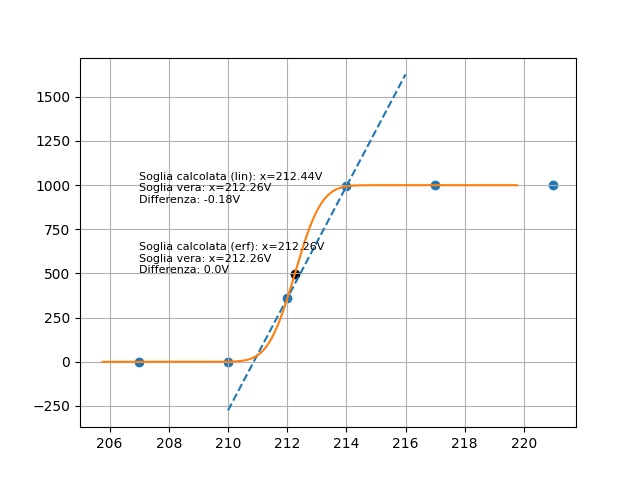 1500
1250
1000
750
500
250
0
−250
Soglia calcolata (lin): x=212.44V
Soglia vera: x=212.26V
Differenza: -0.18V
Soglia calcolata (erf): x=212.26V
Soglia vera: x=212.26V
Differenza: 0.0V
206 208 210 212 214 216 218 220